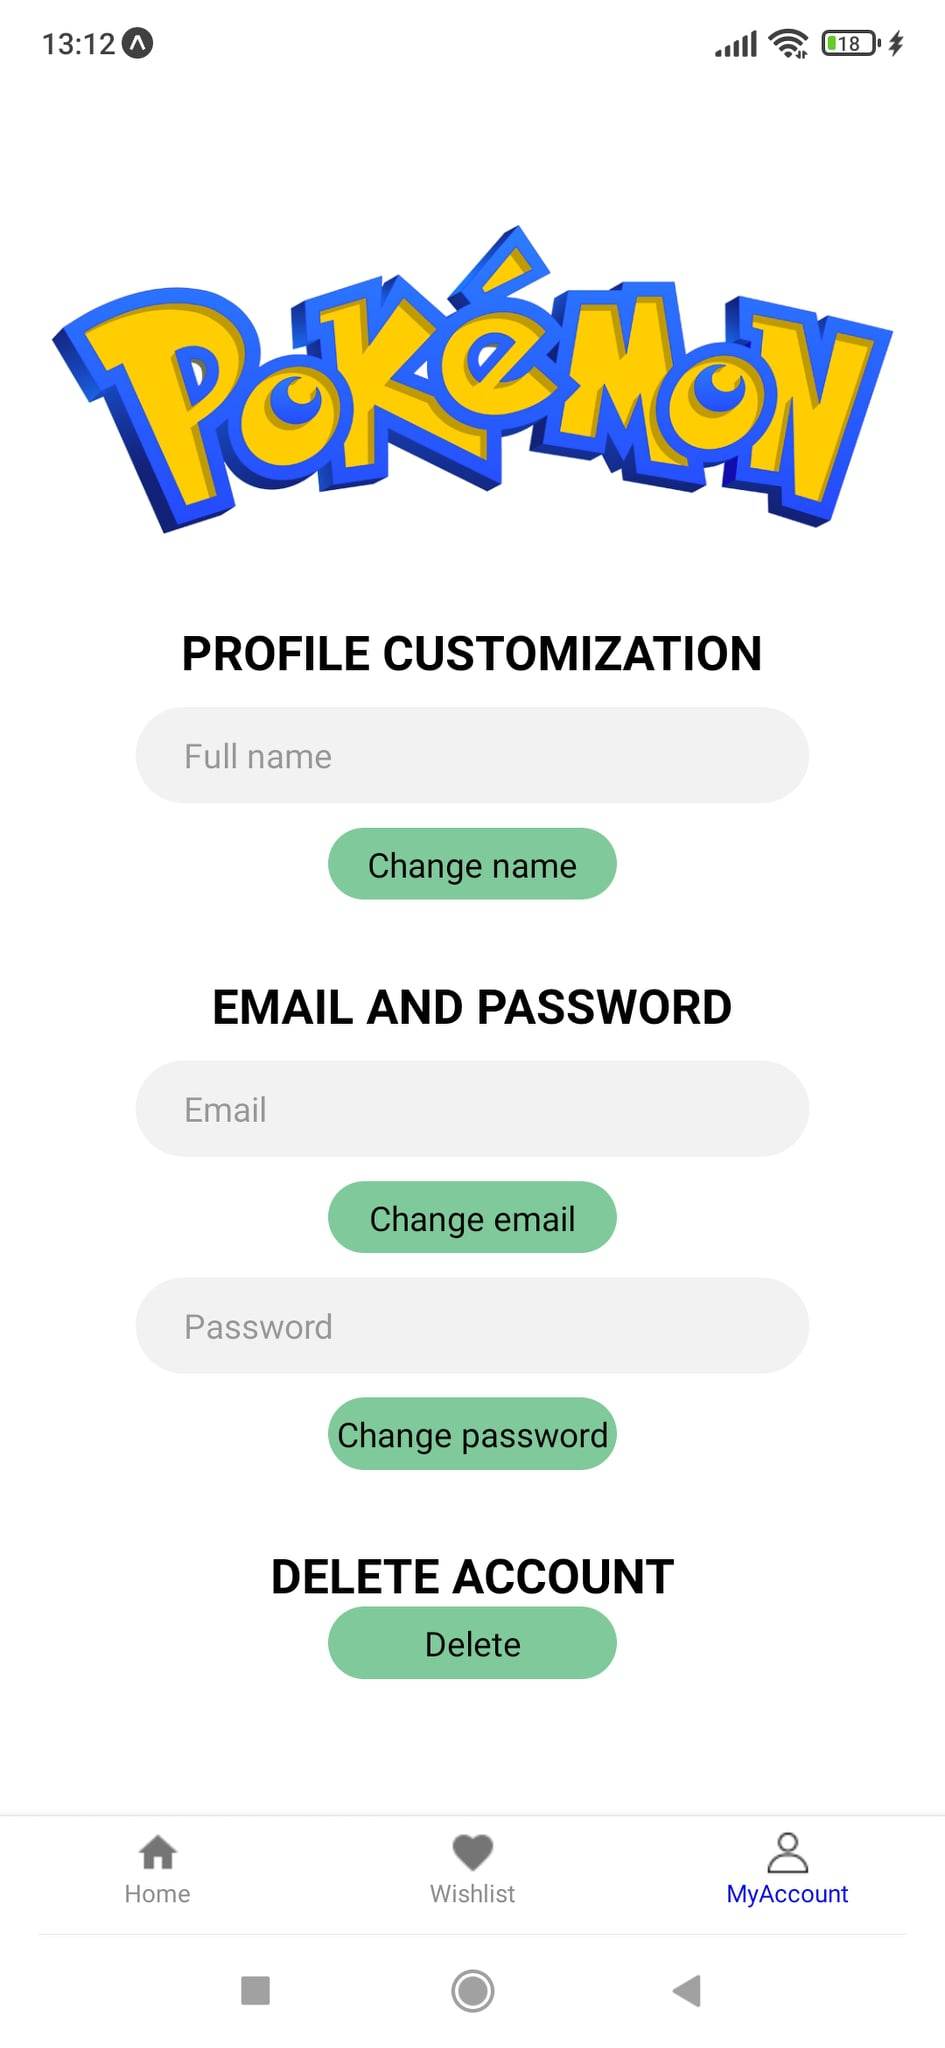 13:12
18
POKéMON
PROFILE CUSTOMIZATION
Full name
Change name
EMAIL AND PASSWORD
Email
Change email
Password
Change password
DELETE ACCOUNT
Delete
Home
Wishlist
MyAccount